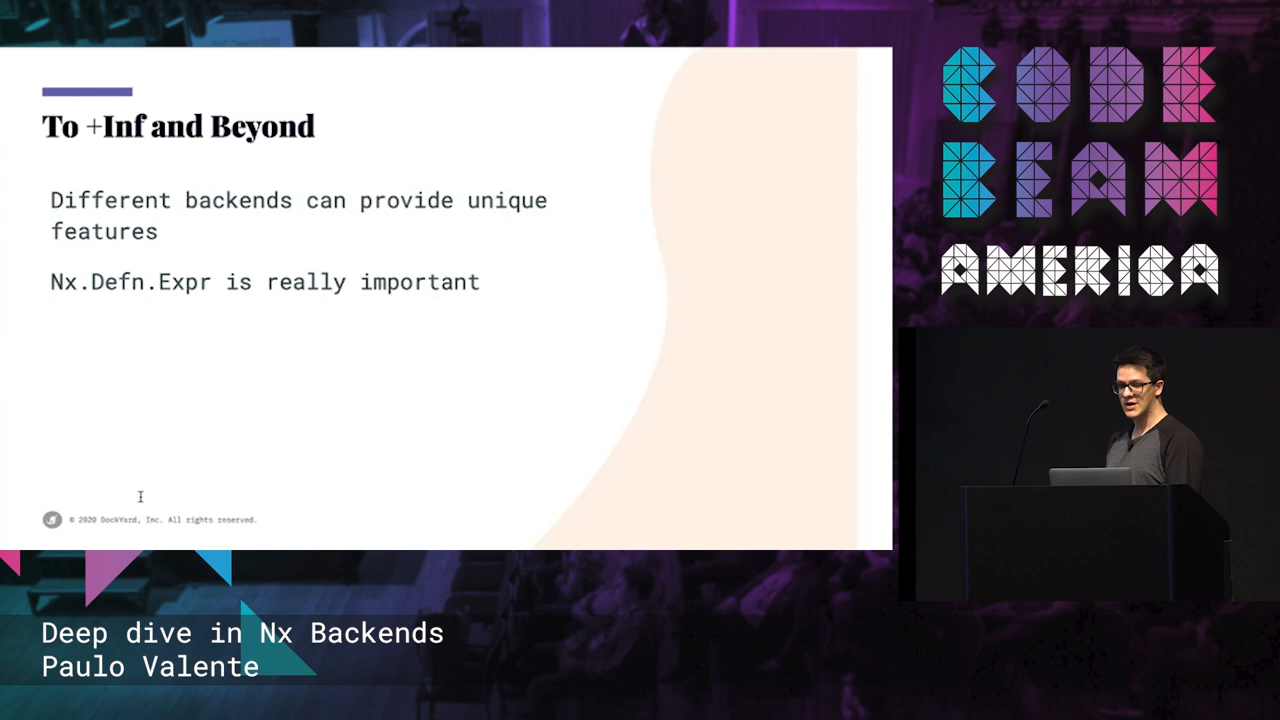 To +Inf and Beyond
Different backends can provide unique
features
Nx.Defn.Expr is really important
© 2020 DockYard, Inc. All rights reserved.
CODE
BEAM
AMERICA
Deep dive in Nx Backends
Paulo Valente